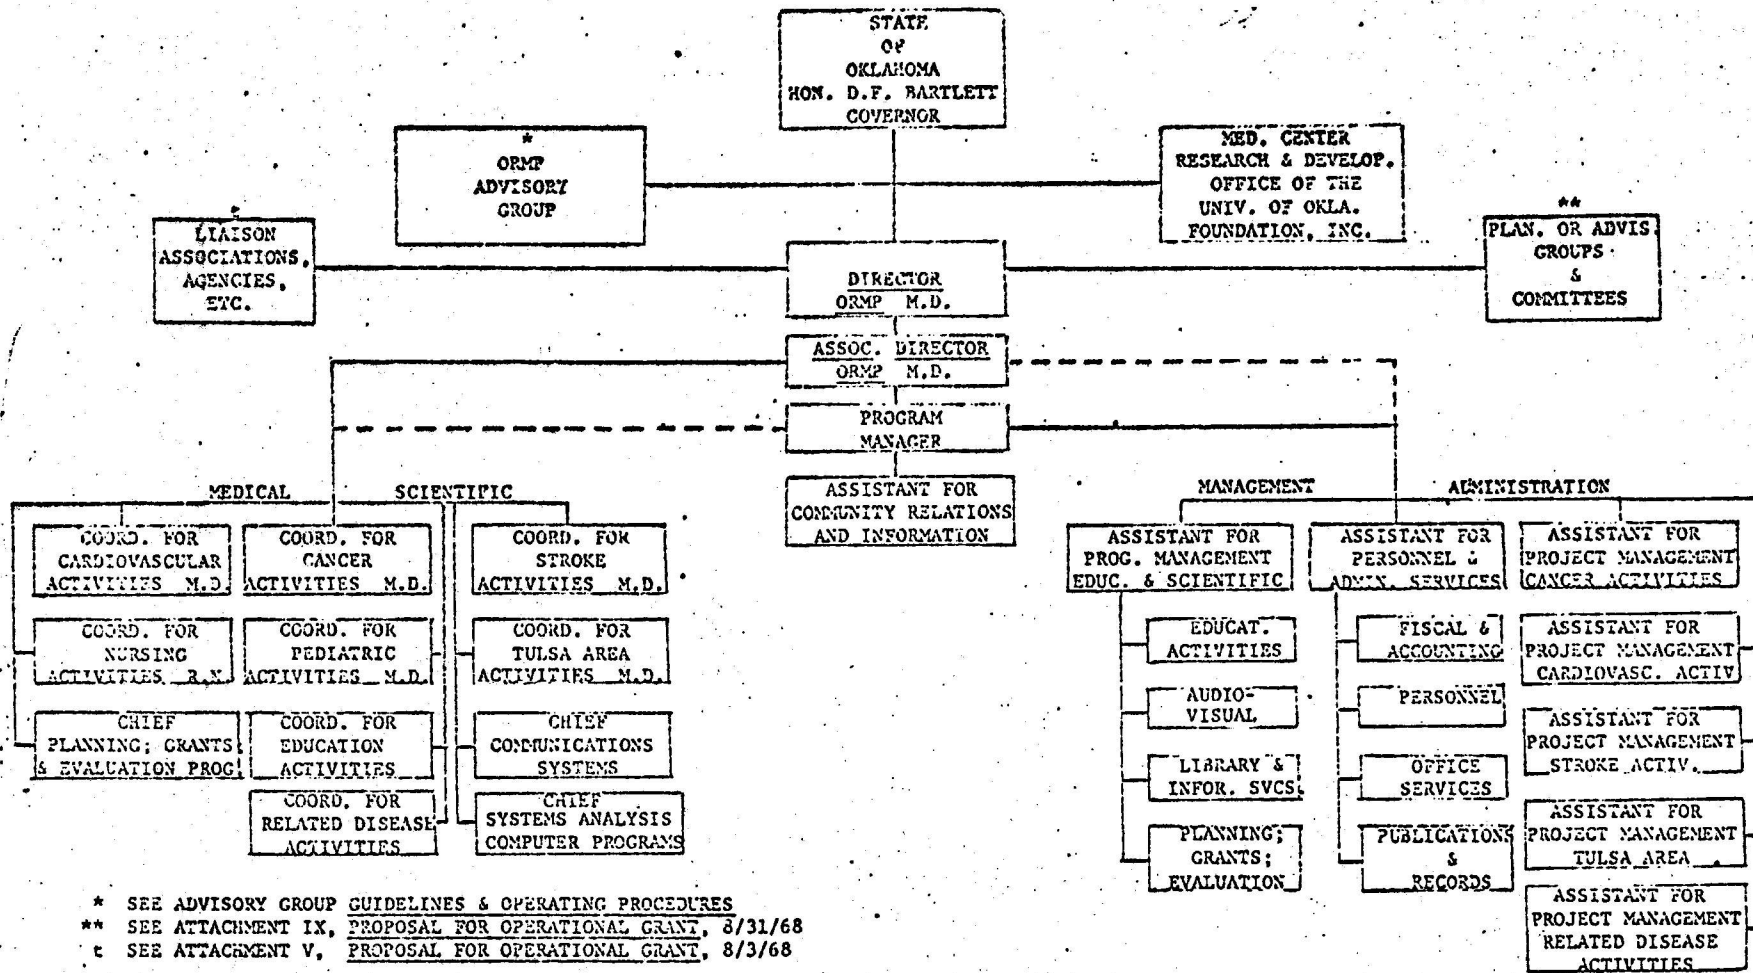 STATE
OF
OKLAHOMA
HON. D.F. BARTLETT
GOVERNOR
*
ORMP
ADVISORY
GROUP
MED. CENTER
RESEARCH & DEVELOP.
OFFICE OF THE
UNIV. OF OKLA.
FOUNDATION, INC.
LIAISON
ASSOCIATIONS,
AGENCIES,
ETC.
**
PLAN. OR ADVIS.
GROUPS
&
COMMITTEES
DIRECTOR
ORMP M.D.
ASSOC. DIRECTOR
ORMP M.D.
PROGRAM
MANAGER
ASSISTANT FOR
COMMUNITY RELATIONS
AND INFORMATION
MEDICAL SCIENTIFIC
COORD. FOR
CARDIOVASCULAR
ACTIVITIES M.D.
COORD. FOR
CANCER
ACTIVITIES M.D.
COORD. FOR
STROKE
ACTIVITIES M.D.
COORD. FOR
NURSING
ACTIVITIES R.N.
COORD. FOR
PEDIATRIC
ACTIVITIES M.D.
COORD. FOR
TULSA AREA
ACTIVITIES M.D.
CHIEF
PLANNING; GRANTS
& EVALUATION PROG.
COORD. FOR
EDUCATION
ACTIVITIES
CHIEF
COMMUNICATIONS
SYSTEMS
COORD. FOR
RELATED DISEASE
ACTIVITIES
CHIEF
SYSTEMS ANALYSIS
COMPUTER PROGRAMS
MANAGEMENT ADMINISTRATION
ASSISTANT FOR
PROG. MANAGEMENT
EDUC. & SCIENTIFIC
ASSISTANT FOR
PERSONNEL &
ADMIN. SERVICES
ASSISTANT FOR
PROJECT MANAGEMENT
CANCER ACTIVITIES
EDUCAT.
ACTIVITIES
FISCAL &
ACCOUNTING
ASSISTANT FOR
PROJECT MANAGEMENT
CARDIOVASC. ACTIV
AUDIO-
VISUAL
PERSONNEL
ASSISTANT FOR
PROJECT MANAGEMENT
STROKE ACTIV.
LIBRARY &
INFOR. SVCS.
OFFICE
SERVICES
ASSISTANT FOR
PROJECT MANAGEMENT
TULSA AREA
PLANNING;
GRANTS;
EVALUATION
PUBLICATIONS
&
RECORDS
ASSISTANT FOR
PROJECT MANAGEMENT
RELATED DISEASE
ACTIVITIES
* SEE ADVISORY GROUP GUIDELINES & OPERATING PROCEDURES
** SEE ATTACHMENT IX, PROPOSAL FOR OPERATIONAL GRANT, 8/31/68
t SEE ATTACHMENT V, PROPOSAL FOR OPERATIONAL GRANT, 8/3/68